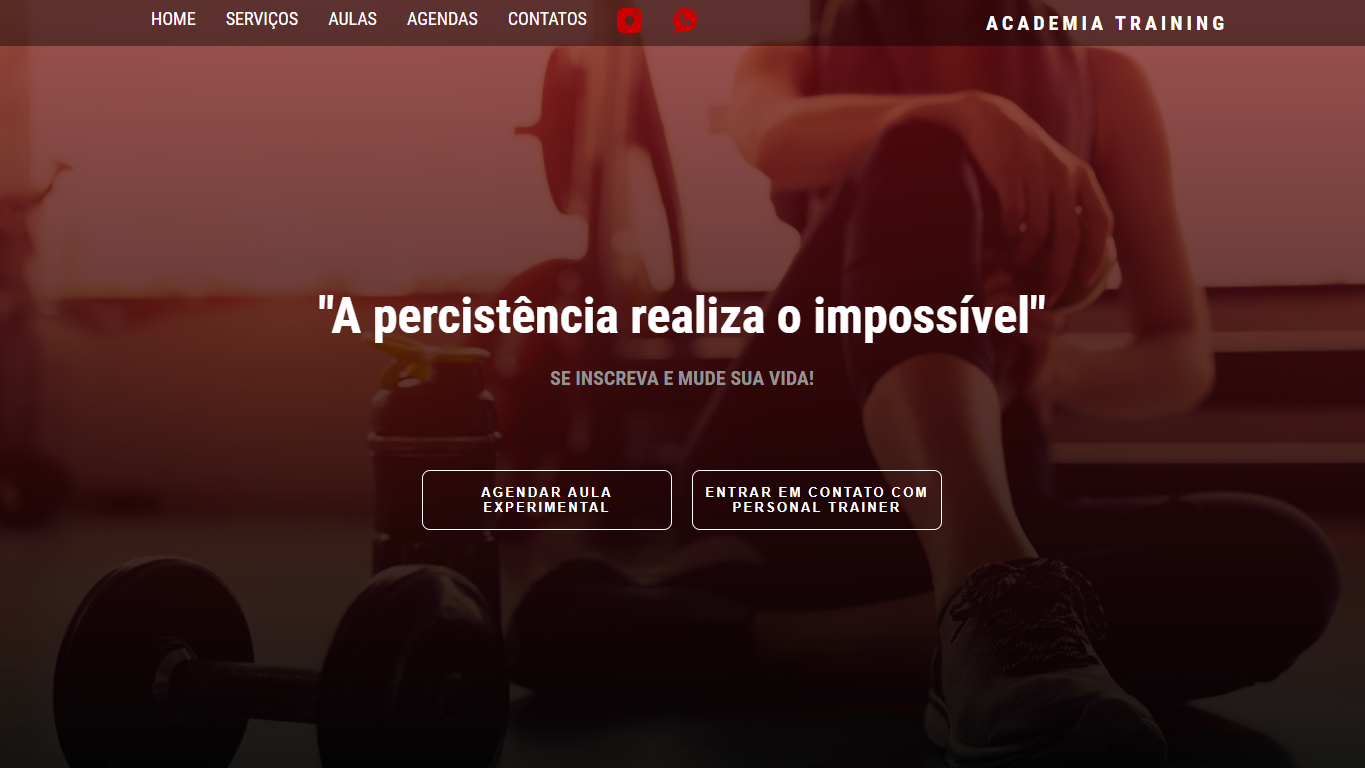 HOME SERVIÇOS AULAS AGENDAS CONTATOS ACADEMIA TRAINING
"A percistência realiza o impossível"
SE INSCREVA E MUDE SUA VIDA!
AGENDAR AULA
EXPERIMENTAL
ENTRAR EM CONTATO COM
PERSONAL TRAINER